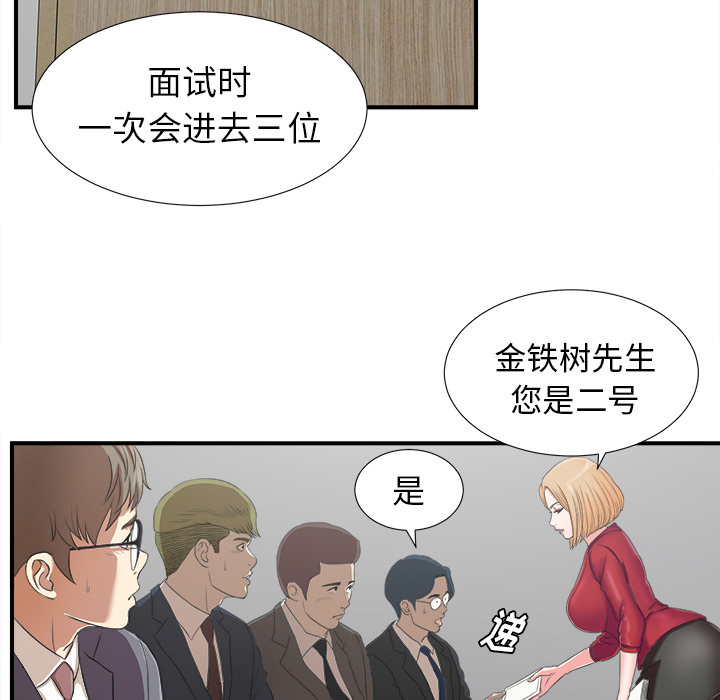 面试时
一次会进去三位
金铁树先生
您是二号
是
递